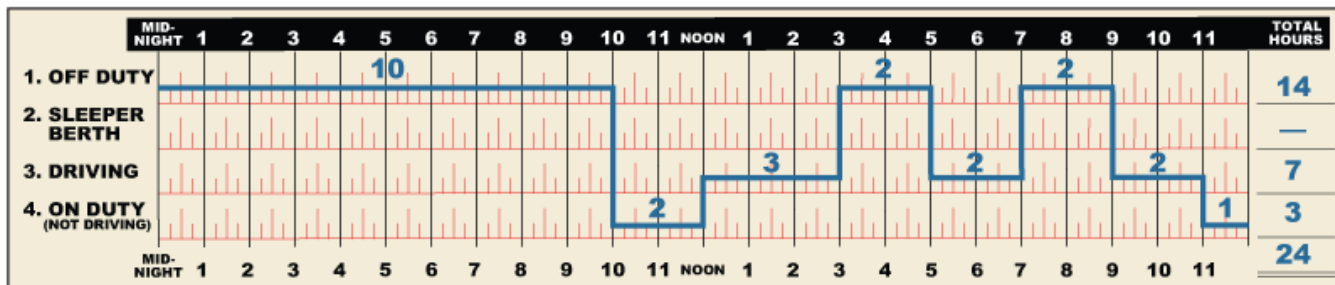 MID-NIGHT 1 2 3 4 5 6 7 8 9 10 11 NOON 1 2 3 4 5 6 7 8 9 10 11 TOTAL HOURS
1. OFF DUTY 10 2 2 14
2. SLEEPER BERTH —
3. DRIVING 3 2 2 7
4. ON DUTY 2 1 3
(NOT DRIVING)
24
MID-NIGHT 1 2 3 4 5 6 7 8 9 10 11 NOON 1 2 3 4 5 6 7 8 9 10 11